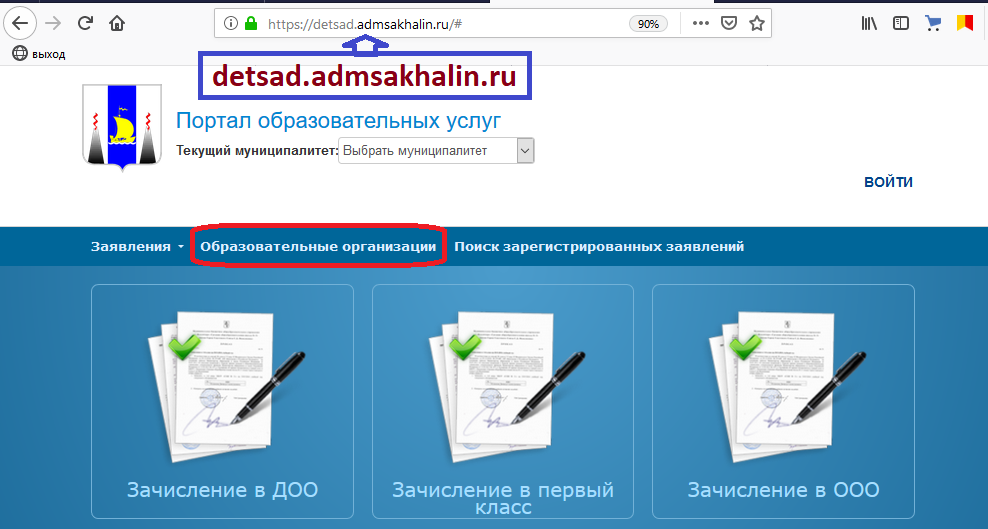 https://detsad.admsakhalin.ru/#
90%
выход
detsad.admsakhalin.ru
Портал образовательных услуг
Текущий муниципалитет: Выбрать муниципалитет
ВОЙТИ
Заявления Образовательные организации Поиск зарегистрированных заявлений
Зачисление в ДОО
Зачисление в первый
класс
Зачисление в ООО